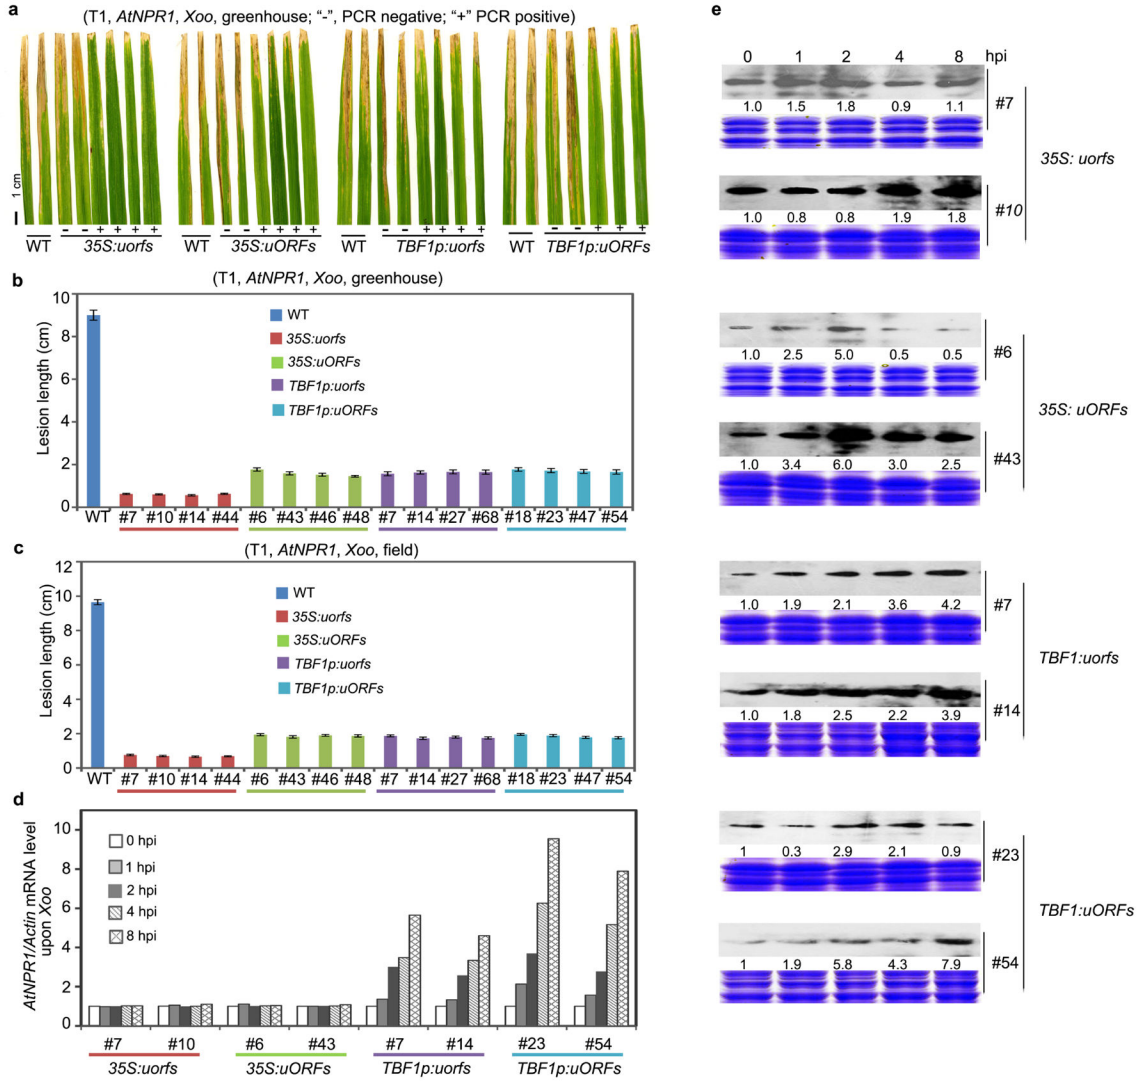 a
(T1, AtNPR1, Xoo, greenhouse; “-”, PCR negative; “+” PCR positive)
1 cm
- - + + + + - - + + + + - - + + + + - - + + +
WT 35S:uorfs WT 35S:uORFs WT TBF1p:uorfs WT TBF1p:uORFs
b
(T1, AtNPR1, Xoo, greenhouse)
Lesion length (cm)
10
8
6
4
2
0
WT
35S:uorfs
35S:uORFs
TBF1p:uorfs
TBF1p:uORFs
WT #7 #10 #14 #44 #6 #43 #46 #48 #7 #14 #27 #68 #18 #23 #47 #54
c
(T1, AtNPR1, Xoo, field)
Lesion length (cm)
12
10
8
6
4
2
0
WT
35S:uorfs
35S:uORFs
TBF1p:uorfs
TBF1p:uORFs
WT #7 #10 #14 #44 #6 #43 #46 #48 #7 #14 #27 #68 #18 #23 #47 #54
d
AtNPR1/Actin mRNA level
upon Xoo
10
8
6
4
2
0
0 hpi
1 hpi
2 hpi
4 hpi
8 hpi
#7 #10 #6 #43 #7 #14 #23 #54
35S:uorfs 35S:uORFs TBF1p:uorfs TBF1p:uORFs
e
0 1 2 4 8 hpi
1.0 1.5 1.8 0.9 1.1
#7
35S: uorfs
1.0 0.8 0.8 1.9 1.8
#10
1.0 2.5 5.0 0.5 0.5
#6
35S: uORFs
1.0 3.4 6.0 3.0 2.5
#43
1.0 1.9 2.1 3.6 4.2
#7
TBF1:uorfs
1.0 1.8 2.5 2.2 3.9
#14
1 0.3 2.9 2.1 0.9
#23
TBF1:uORFs
1 1.9 5.8 4.3 7.9
#54